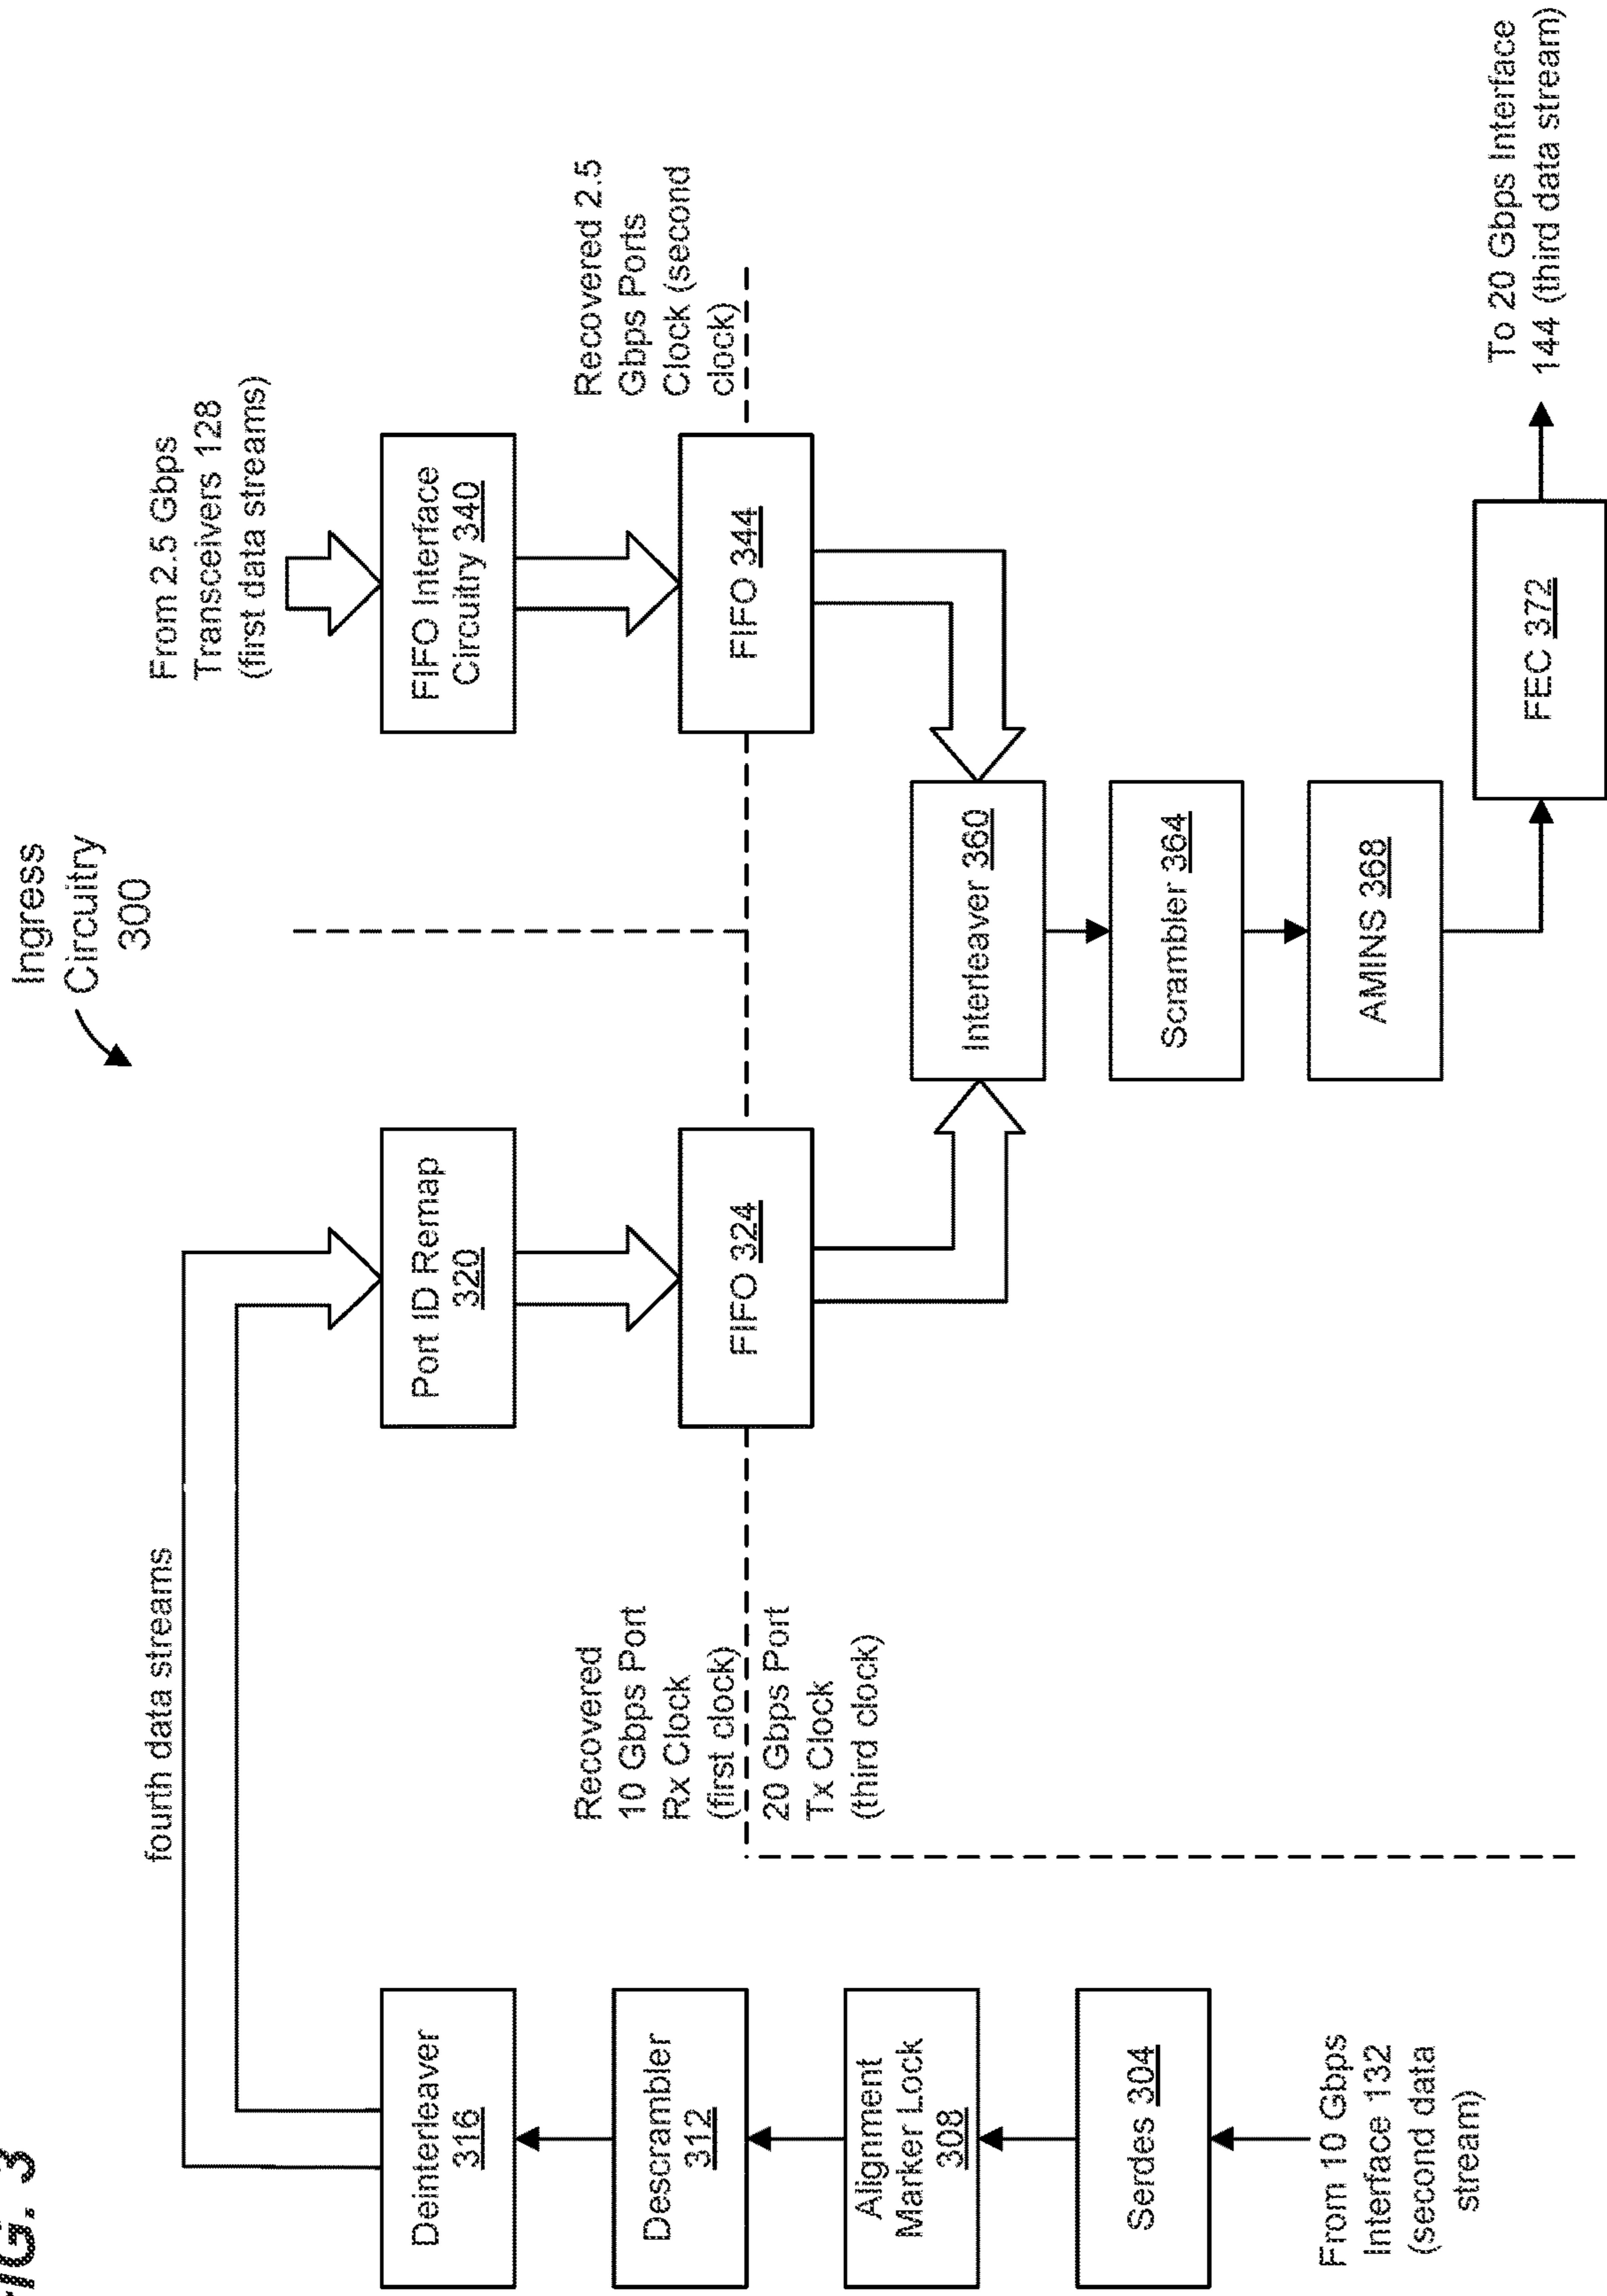 FIG. 3
Ingress
Circuitry
300
fourth data streams
From 2.5 Gbps
Transceivers 128
(first data streams)
Deinterleaver
316
Port ID Remap
320
FIFO Interface
Circuitry 340
Descrambler
312
Recovered
10 Gbps Port
Rx Clock
(first clock)
20 Gbps Port
Tx Clock
(third clock)
FIFO 324
FIFO 344
Recovered 2.5
Gbps Ports
Clock (second
clock)
Alignment
Marker Lock
308
Interleaver 360
Serdes 304
Scrambler 364
From 10 Gbps
Interface 132
(second data
stream)
AMINS 368
FEC 372
To 20 Gbps Interface
144 (third data stream)